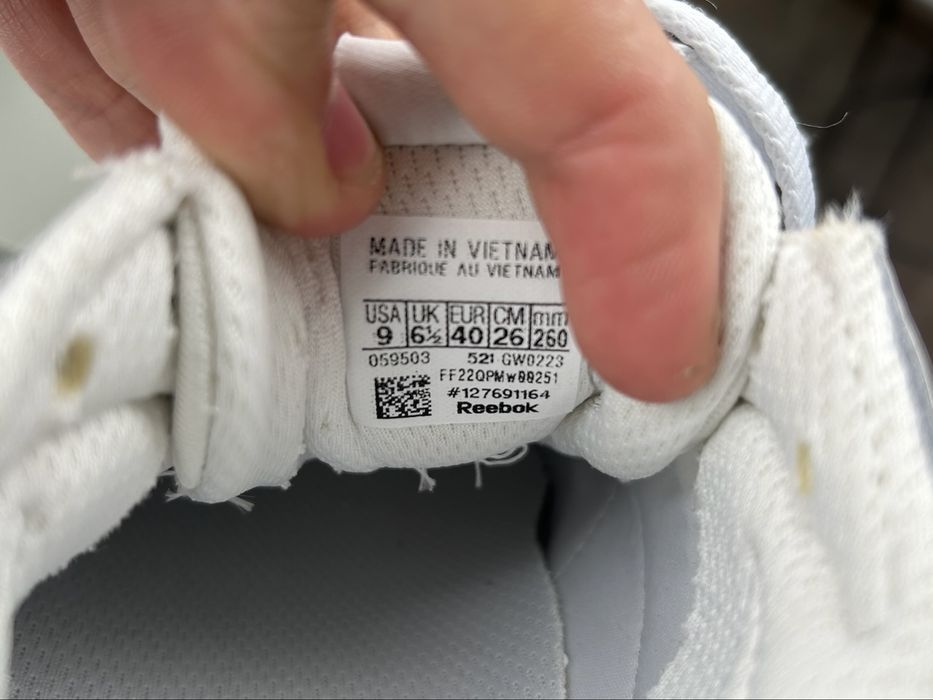 MADE IN VIETNAM
FABRIQUE AU VIETNAM
USA UK EUR CM mm
9 6½ 40 26 260
059503 521 GW0223
FF22QPMw00251
#127691164
Reebok